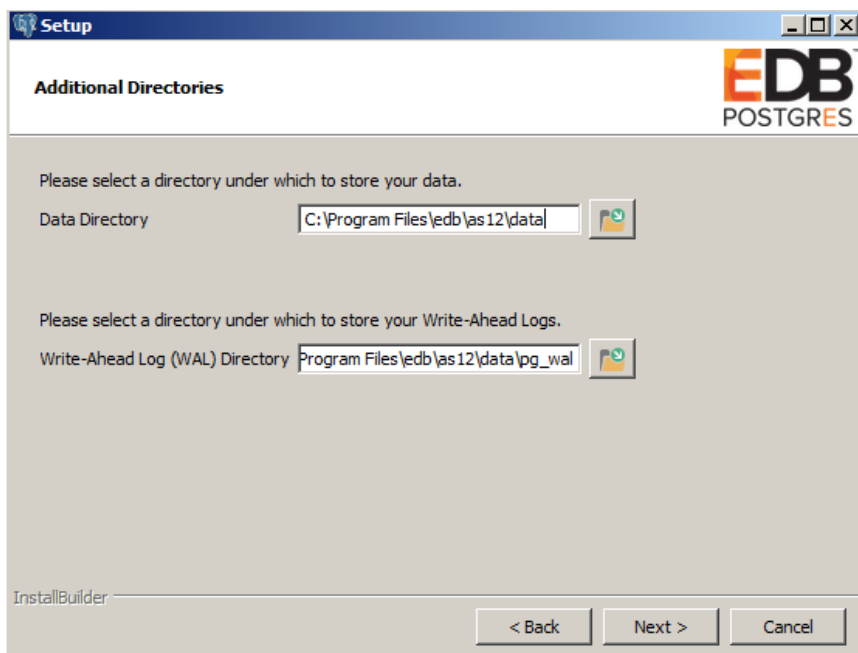 Setup
Additional Directories
EDB
POSTGRES
Please select a directory under which to store your data.
Data Directory C:\Program Files\edb\as12\data
Please select a directory under which to store your Write-Ahead Logs.
Write-Ahead Log (WAL) Directory Program Files\edb\as12\data\pg_wal
InstallBuilder
< Back Next > Cancel